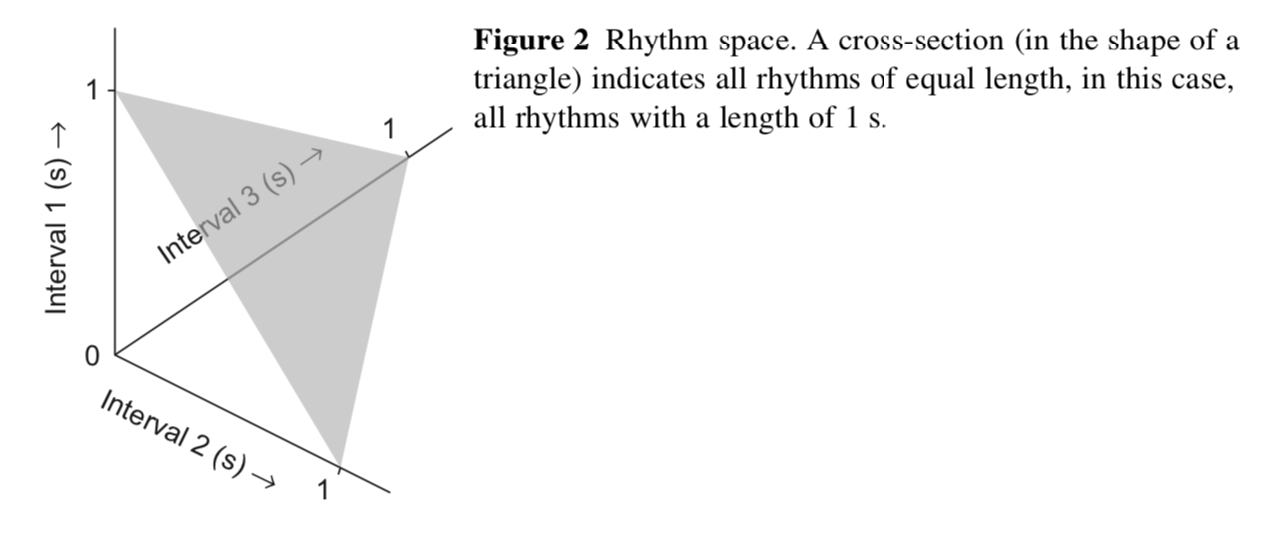 Figure 2 Rhythm space. A cross-section (in the shape of a
triangle) indicates all rhythms of equal length, in this case,
all rhythms with a length of 1 s.
1
1
Interval 1 (s) →
Interval 3 (s) →
0
Interval 2 (s) →
1